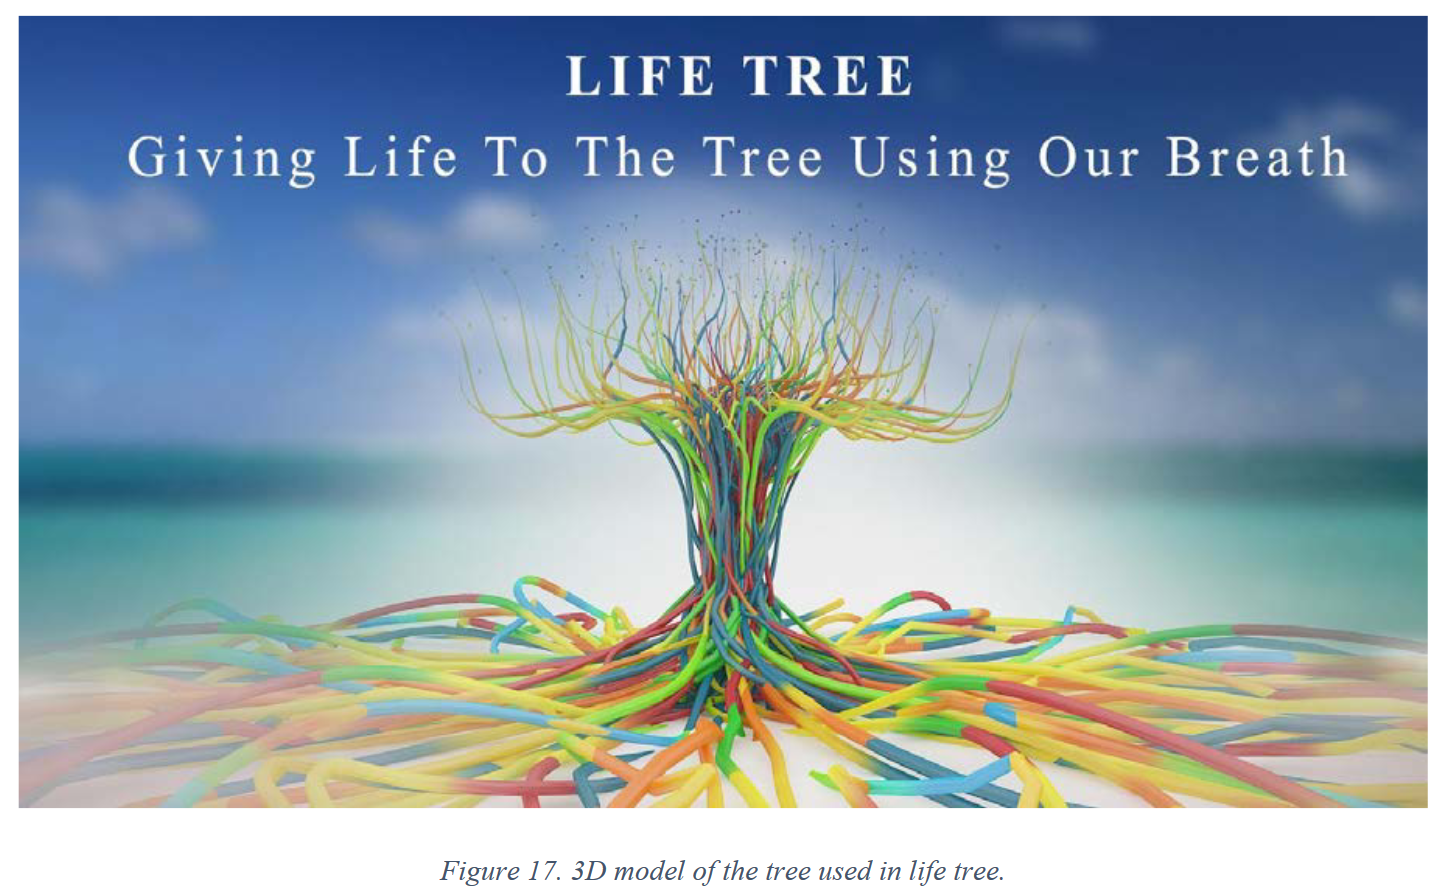 LIFE TREE
Giving Life To The Tree Using Our Breath
Figure 17. 3D model of the tree used in life tree.